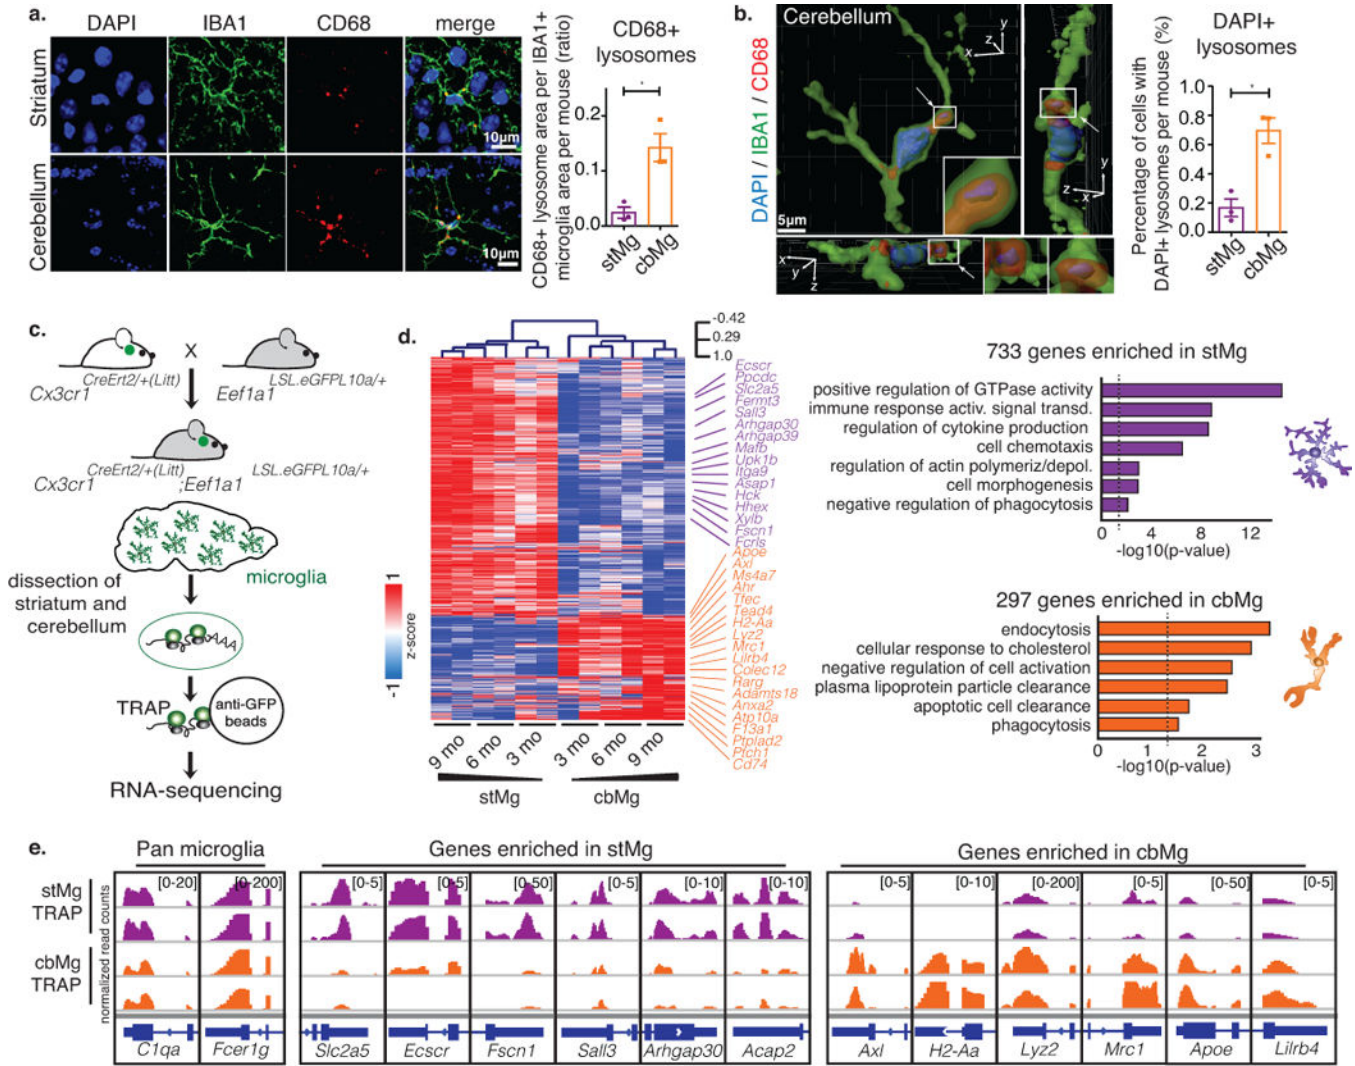 a.
DAPI
IBA1
CD68
merge
Striatum
Cerebellum
10µm
10µm
CD68+
lysosomes
CD68+ lysosome area per IBA1+
microglia area per mouse (ratio)
0.2
0.1
0.0
*
stMg
cbMg
b.
Cerebellum
DAPI / IBA1 / CD68
5µm
x
y
z
y
z
x
x
y
z
DAPI+
lysosomes
Percentage of cells with
DAPI+ lysosomes per mouse (%)
1.0
0.8
0.6
0.4
0.2
0.0
*
stMg
cbMg
c.
X
Cx3cr1 CreErt2/+(Litt)
Eef1a1 LSL.eGFPL10a/+
Cx3cr1 CreErt2/+(Litt) ;Eef1a1 LSL.eGFPL10a/+
microglia
dissection of
striatum and
cerebellum
AAA
TRAP
anti-GFP
beads
RNA-sequencing
d.
-0.42
0.29
1.0
Ecscr
Ppcdc
Slc2a5
Fermt3
Sall3
Arhgap30
Arhgap39
Mafb
Upk1b
Itga9
Asap1
Hck
Hhex
Xylb
Fscn1
Fcrls
Apoe
Axl
Ms4a7
Ahr
Tfec
Tead4
H2-Aa
Lyz2
Mrc1
Lilrb4
Colec12
Rarg
Adamts18
Anxa2
Atp10a
F13a1
Ptplad2
Ptch1
Cd74
1
z-score
-1
9 mo
6 mo
3 mo
3 mo
6 mo
9 mo
stMg
cbMg
733 genes enriched in stMg
positive regulation of GTPase activity
immune response activ. signal transd.
regulation of cytokine production
cell chemotaxis
regulation of actin polymeriz/depol.
cell morphogenesis
negative regulation of phagocytosis
0
4
8
12
-log10(p-value)
297 genes enriched in cbMg
endocytosis
cellular response to cholesterol
negative regulation of cell activation
plasma lipoprotein particle clearance
apoptotic cell clearance
phagocytosis
0
1
2
3
-log10(p-value)
e.
Pan microglia
Genes enriched in stMg
Genes enriched in cbMg
stMg
TRAP
cbMg
TRAP
normalized read counts
[0-20]
[0-200]
[0-5]
[0-5]
[0-50]
[0-5]
[0-10]
[0-10]
[0-5]
[0-10]
[0-200]
[0-5]
[0-50]
[0-5]
C1qa
Fcer1g
Slc2a5
Ecscr
Fscn1
Sall3
Arhgap30
Acap2
Axl
H2-Aa
Lyz2
Mrc1
Apoe
Lilrb4